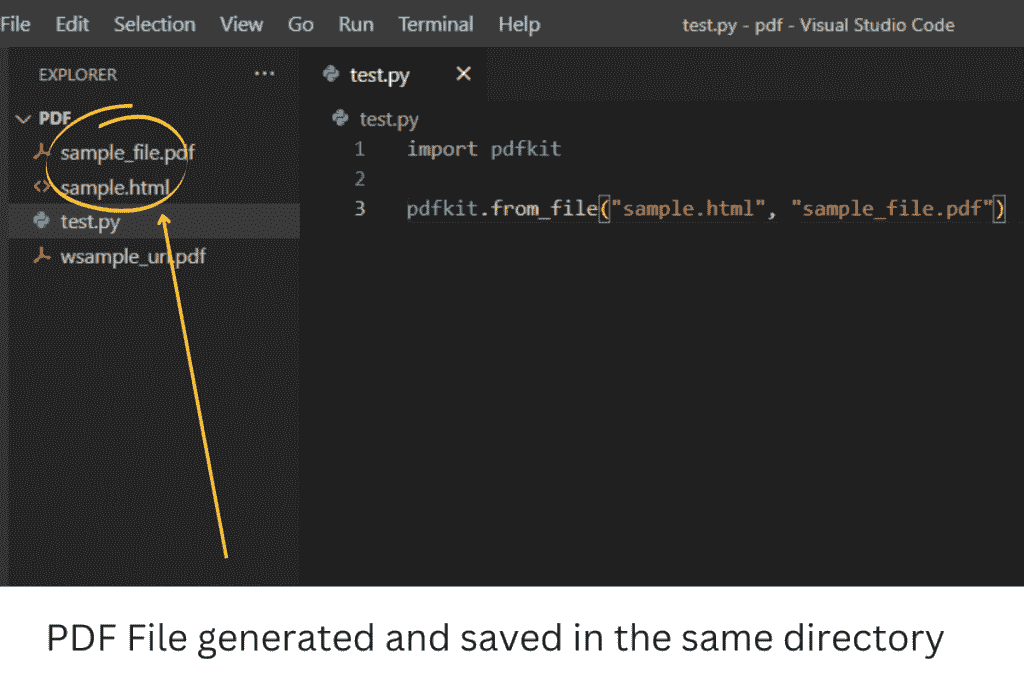 File Edit Selection View Go Run Terminal Help test.py - pdf - Visual Studio Code
EXPLORER ···
test.py ×
PDF
sample_file.pdf
sample.html
test.py
wsample_url.pdf
test.py
1 import pdfkit
2
3 pdfkit.from_file("sample.html", "sample_file.pdf")
PDF File generated and saved in the same directory